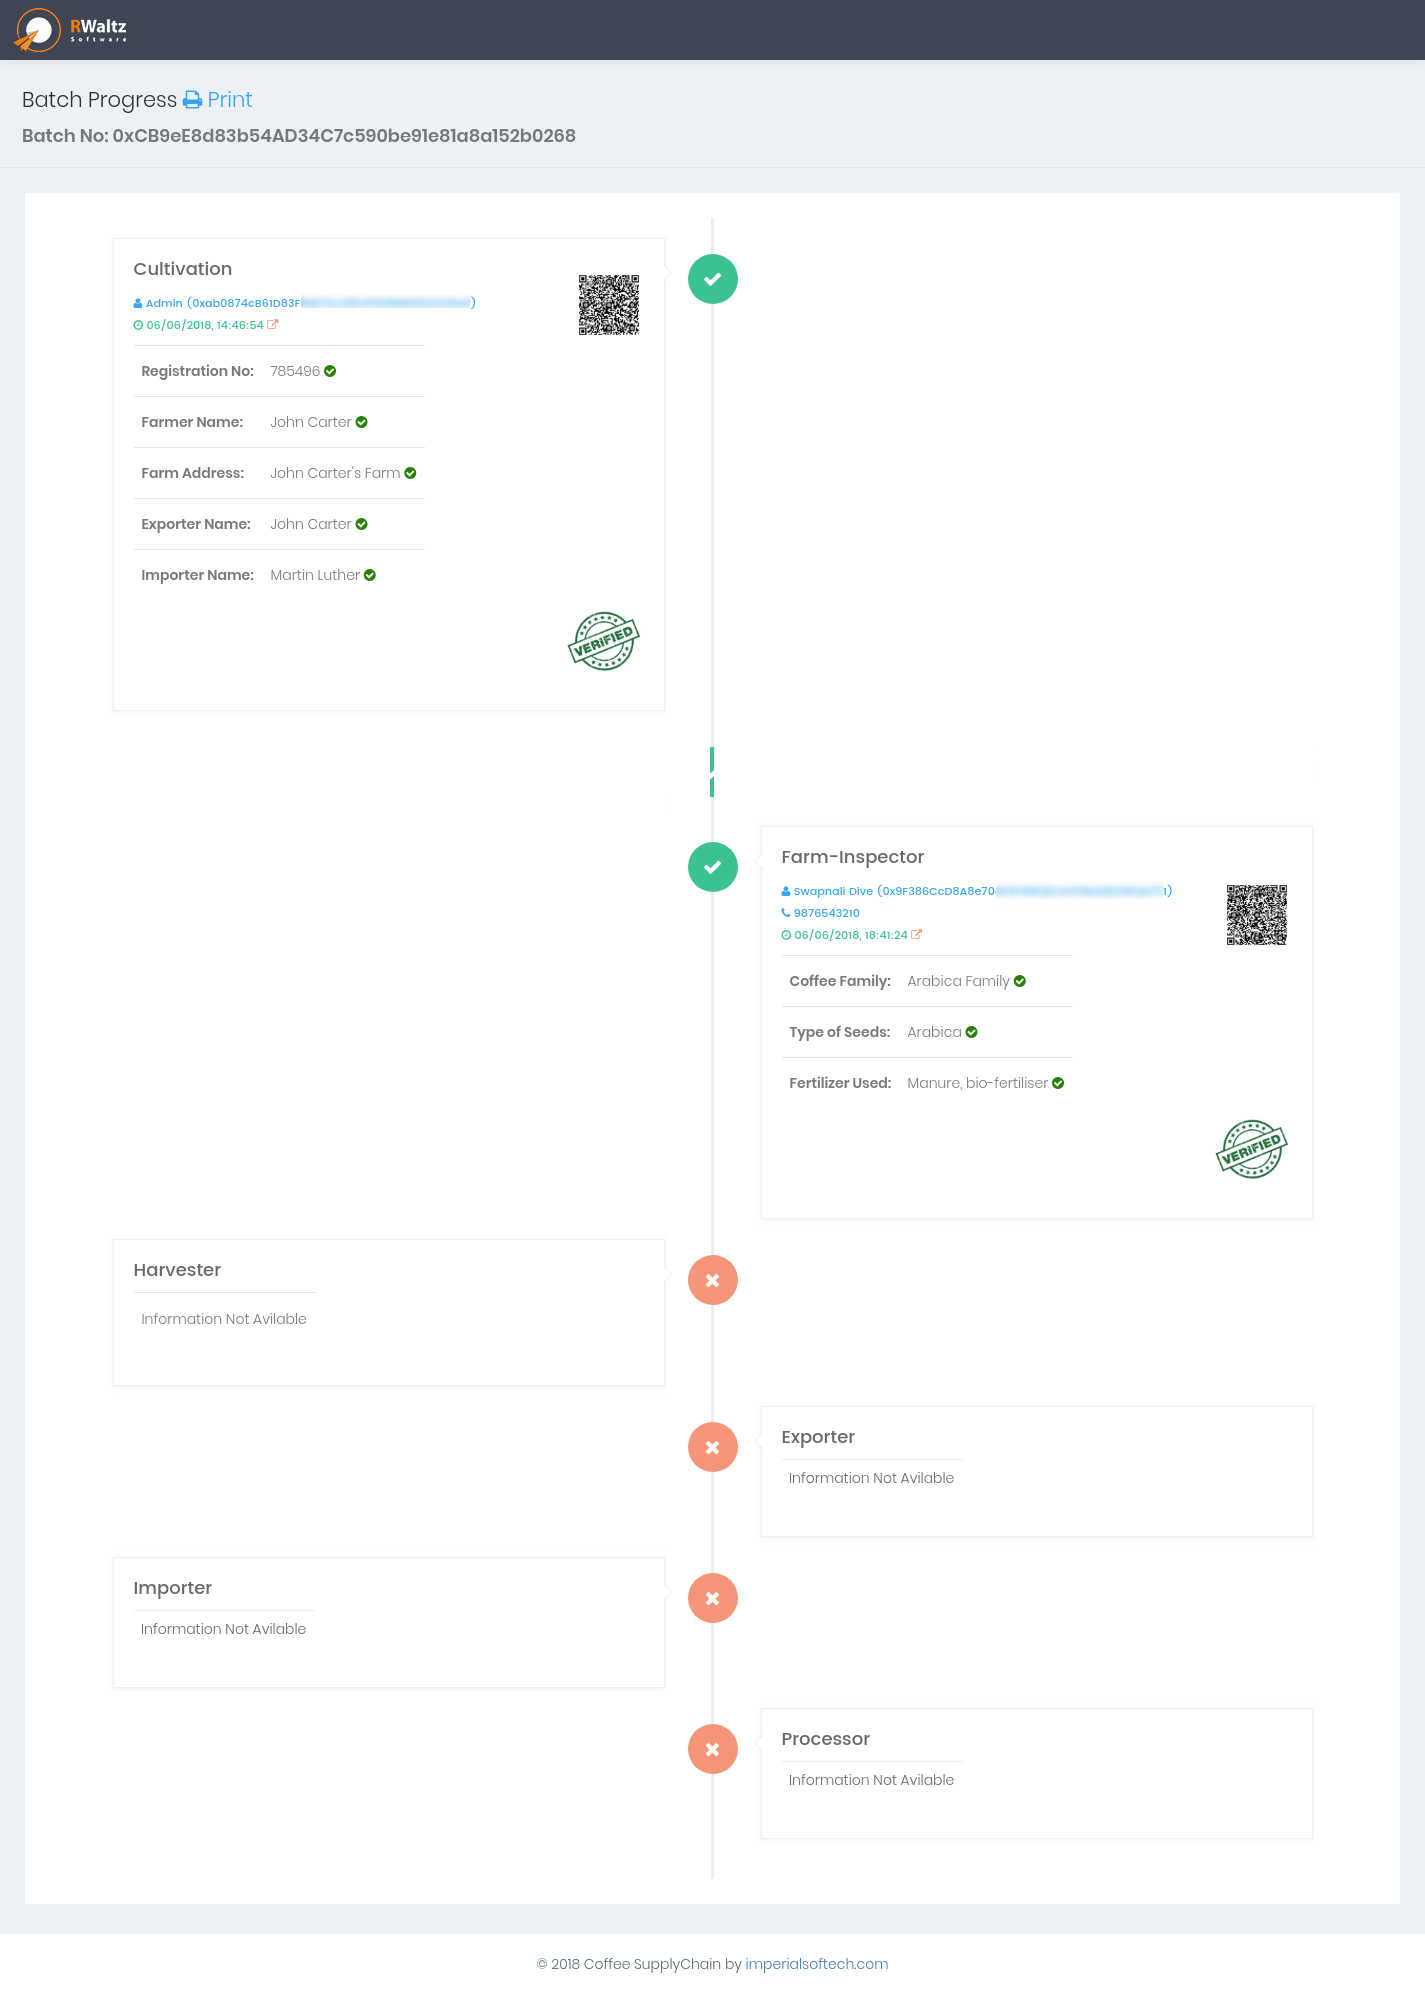 RWaltz
Software
Batch Progress Print
Batch No: 0xCB9eE8d83b54AD34C7c590be91e81a8a152b0268
Cultivation
Admin (0xab0874cB61D83F )
06/06/2018, 14:46:54
Registration No: 785496
Farmer Name: John Carter
Farm Address: John Carter's Farm
Exporter Name: John Carter
Importer Name: Martin Luther
VERIFIED
Farm-Inspector
Swapnali Dive (0x9F386CcD8A8e70 1)
9876543210
06/06/2018, 18:41:24
Coffee Family: Arabica Family
Type of Seeds: Arabica
Fertilizer Used: Manure, bio-fertiliser
VERIFIED
Harvester
Information Not Avilable
Exporter
Information Not Avilable
Importer
Information Not Avilable
Processor
Information Not Avilable
© 2018 Coffee SupplyChain by imperialsoftech.com